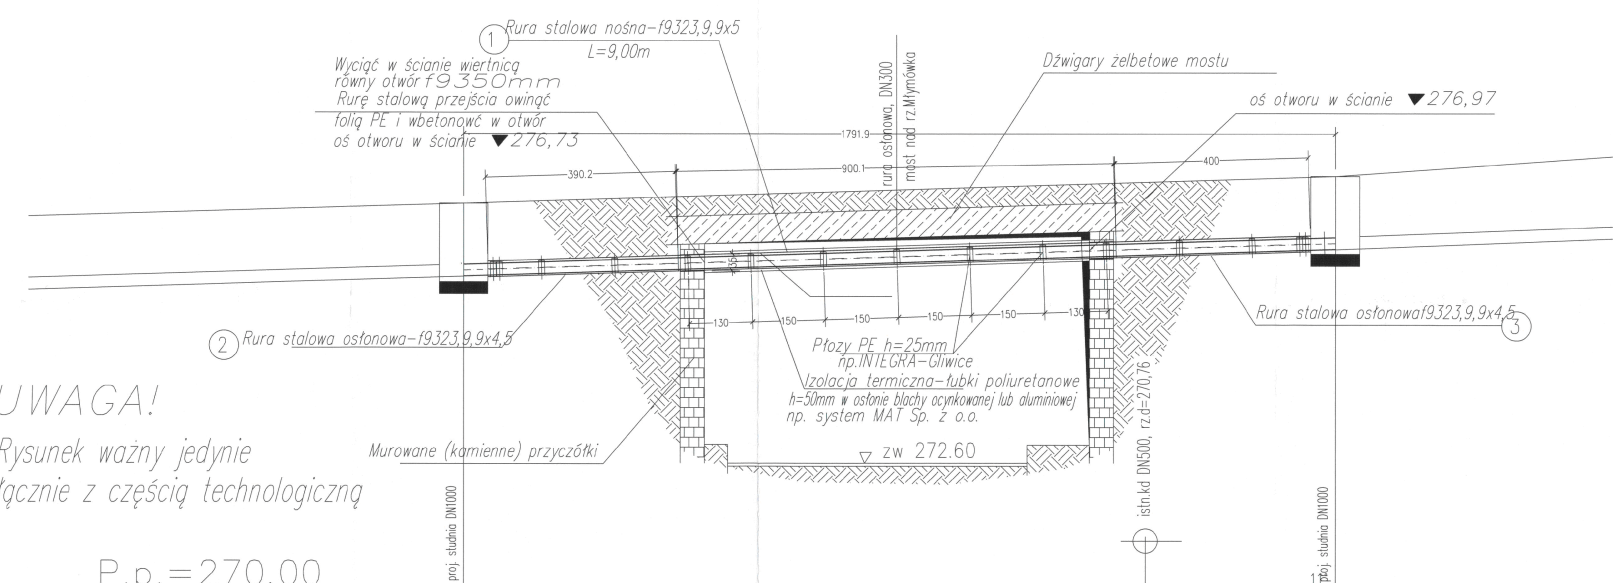 1
Rura stalowa nośna-f9323,9,9x5
L=9,00m
Wyciąć w ścianie wiertnicą
równy otwór f9350mm
Rurę stalową przejścia owinąć
folią PE i wbetonowć w otwór
oś otworu w ścianie ▼276,73
rura osłonowa, DN300
most nad rz.Młymówka
Dźwigary żelbetowe mostu
oś otworu w ścianie ▼276,97
1791.9
390.2
900.1
400
130
150
150
150
150
130
2
Rura stalowa osłonowa-f9323,9,9x4,5
Rura stalowa osłonowaf9323,9,9x4,5
3
Płozy PE h=25mm
np.INTEGRA-Gliwice
Izolacja termiczna-łubki poliuretanowe
h=50mm w osłonie blachy ocynkowanej lub aluminiowej
np. system MAT Sp. z o.o.
UWAGA!
Rysunek ważny jedynie
łącznie z częścią technologiczną
Murowane (kamienne) przyczółki
zw 272.60
istn.kd DN500, rz.d=270,76
proj. studnia DN1000
proj. studnia DN1000
P.p.=270.00